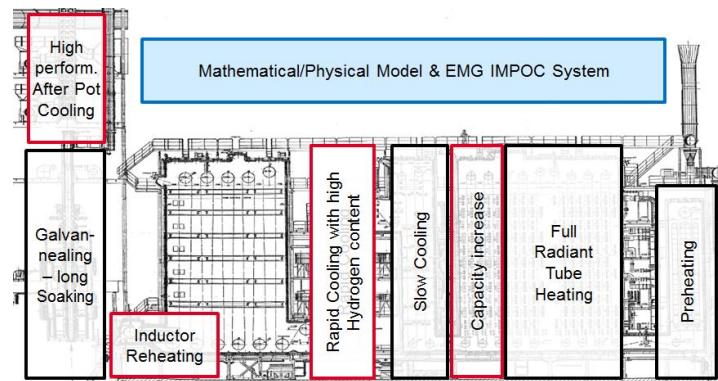 High
perform.
After Pot
Cooling
Mathematical/Physical Model & EMG IMPOC System
Galvan-
nealing
– long
Soaking
Inductor
Reheating
Rapid Cooling with high
Hydrogen content
Slow Cooling
Capacity increase
Full
Radiant
Tube
Heating
Preheating